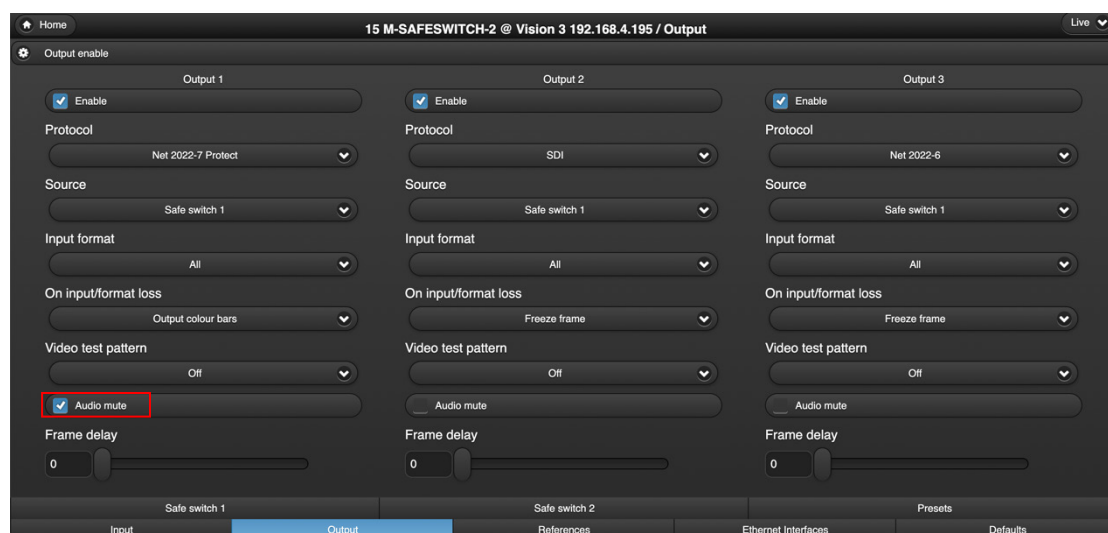 Home
15 M-SAFESWITCH-2 @ Vision 3 192.168.4.195 / Output
Live
Output enable
Output 1 Output 2 Output 3
Enable Enable Enable
Protocol Protocol Protocol
Net 2022-7 Protect SDI Net 2022-6
Source Source Source
Safe switch 1 Safe switch 1 Safe switch 1
Input format Input format Input format
All All All
On input/format loss On input/format loss On input/format loss
Output colour bars Freeze frame Freeze frame
Video test pattern Video test pattern Video test pattern
Off Off Off
Audio mute Audio mute Audio mute
Frame delay Frame delay Frame delay
0 0 0
Safe switch 1 Safe switch 2 Presets
Input Output References Ethernet Interfaces Defaults